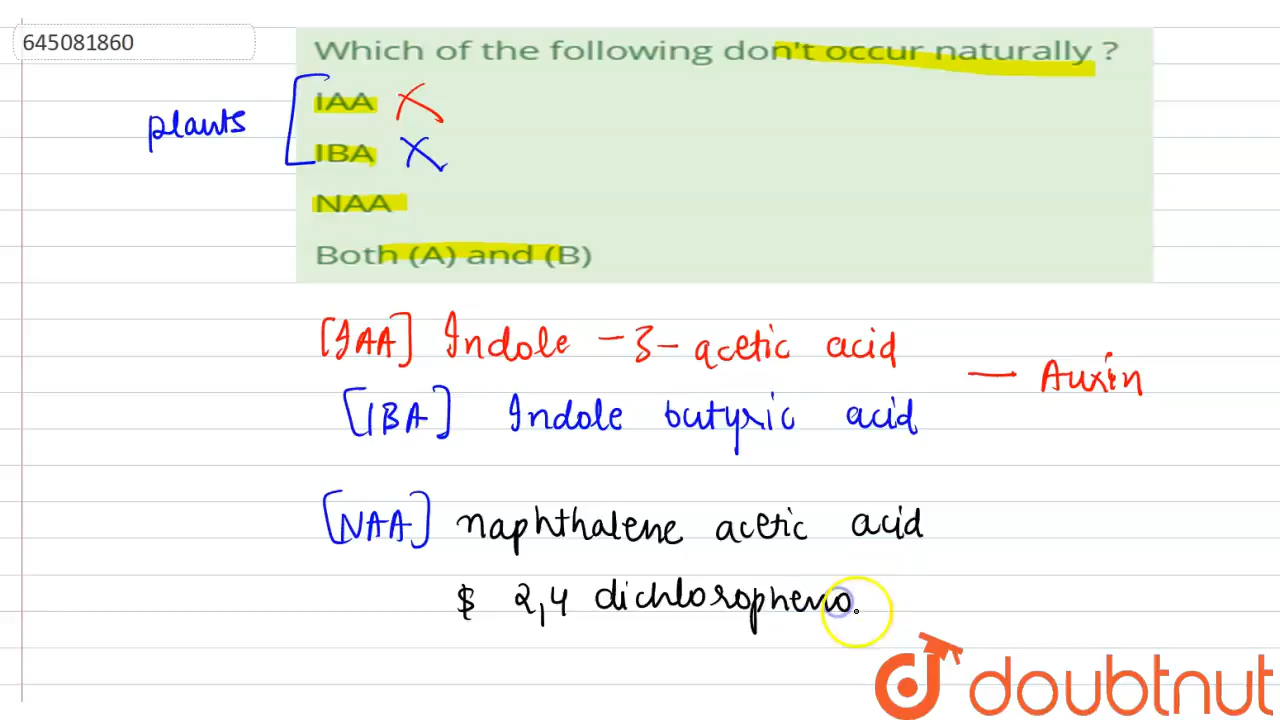 645081860
Which of the following don't occur naturally ?
IAA
plants
IBA
NAA
Both (A) and (B)
[IAA] Indole - 3 - acetic acid
— Auxin
[IBA] Indole butyric acid
[NAA] naphthalene acetic acid
& 2,4 dichloropheno
doubtnut